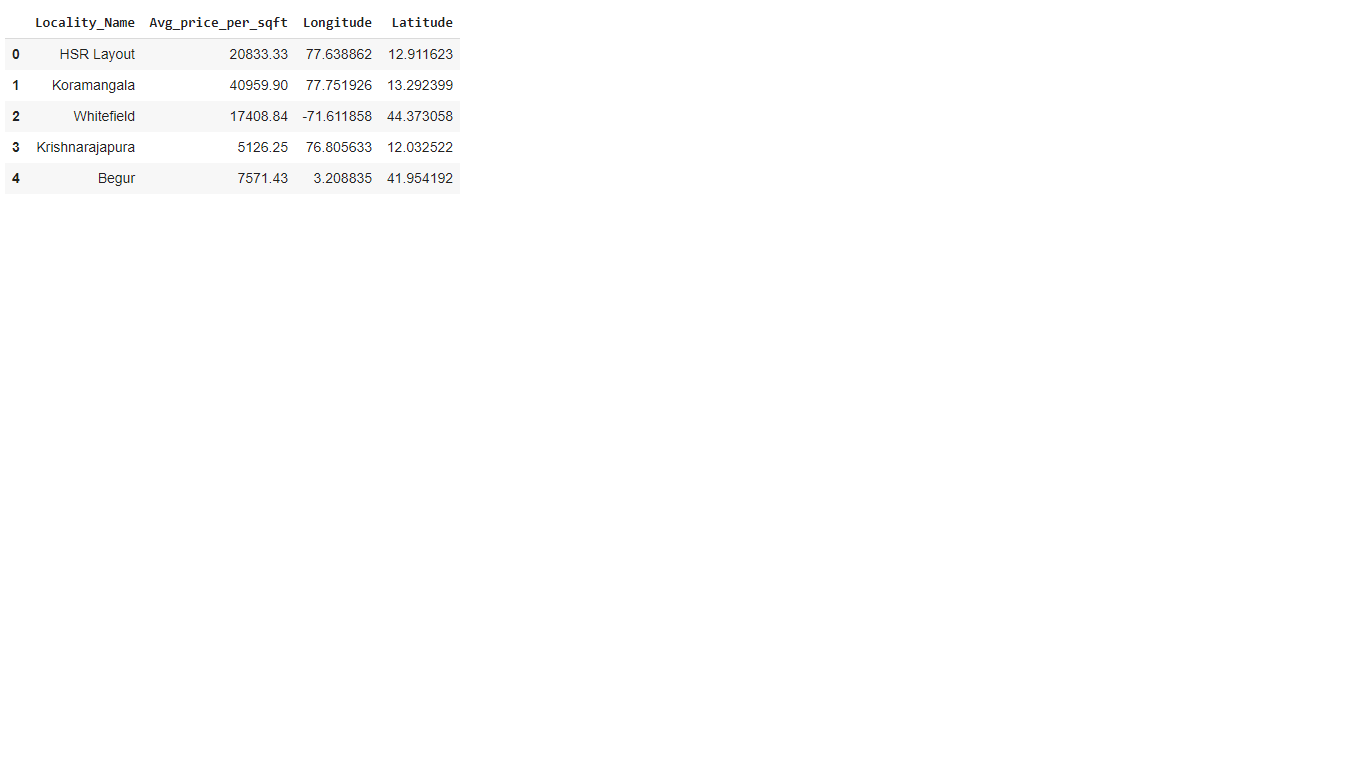 Locality_Name Avg_price_per_sqft Longitude Latitude
0 HSR Layout 20833.33 77.638862 12.911623
1 Koramangala 40959.90 77.751926 13.292399
2 Whitefield 17408.84 -71.611858 44.373058
3 Krishnarajapura 5126.25 76.805633 12.032522
4 Begur 7571.43 3.208835 41.954192